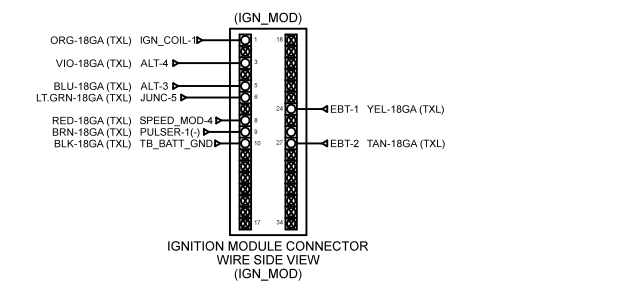 (IGN_MOD)
ORG-18GA (TXL) IGN_COIL-1 1 18
VIO-18GA (TXL) ALT-4 3
BLU-18GA (TXL) ALT-3 5
LT.GRN-18GA (TXL) JUNC-5 6
24 EBT-1 YEL-18GA (TXL)
RED-18GA (TXL) SPEED_MOD-4 8
BRN-18GA (TXL) PULSER-1(-) 9
BLK-18GA (TXL) TB_BATT_GND 10 27 EBT-2 TAN-18GA (TXL)
17 34
IGNITION MODULE CONNECTOR
WIRE SIDE VIEW
(IGN_MOD)